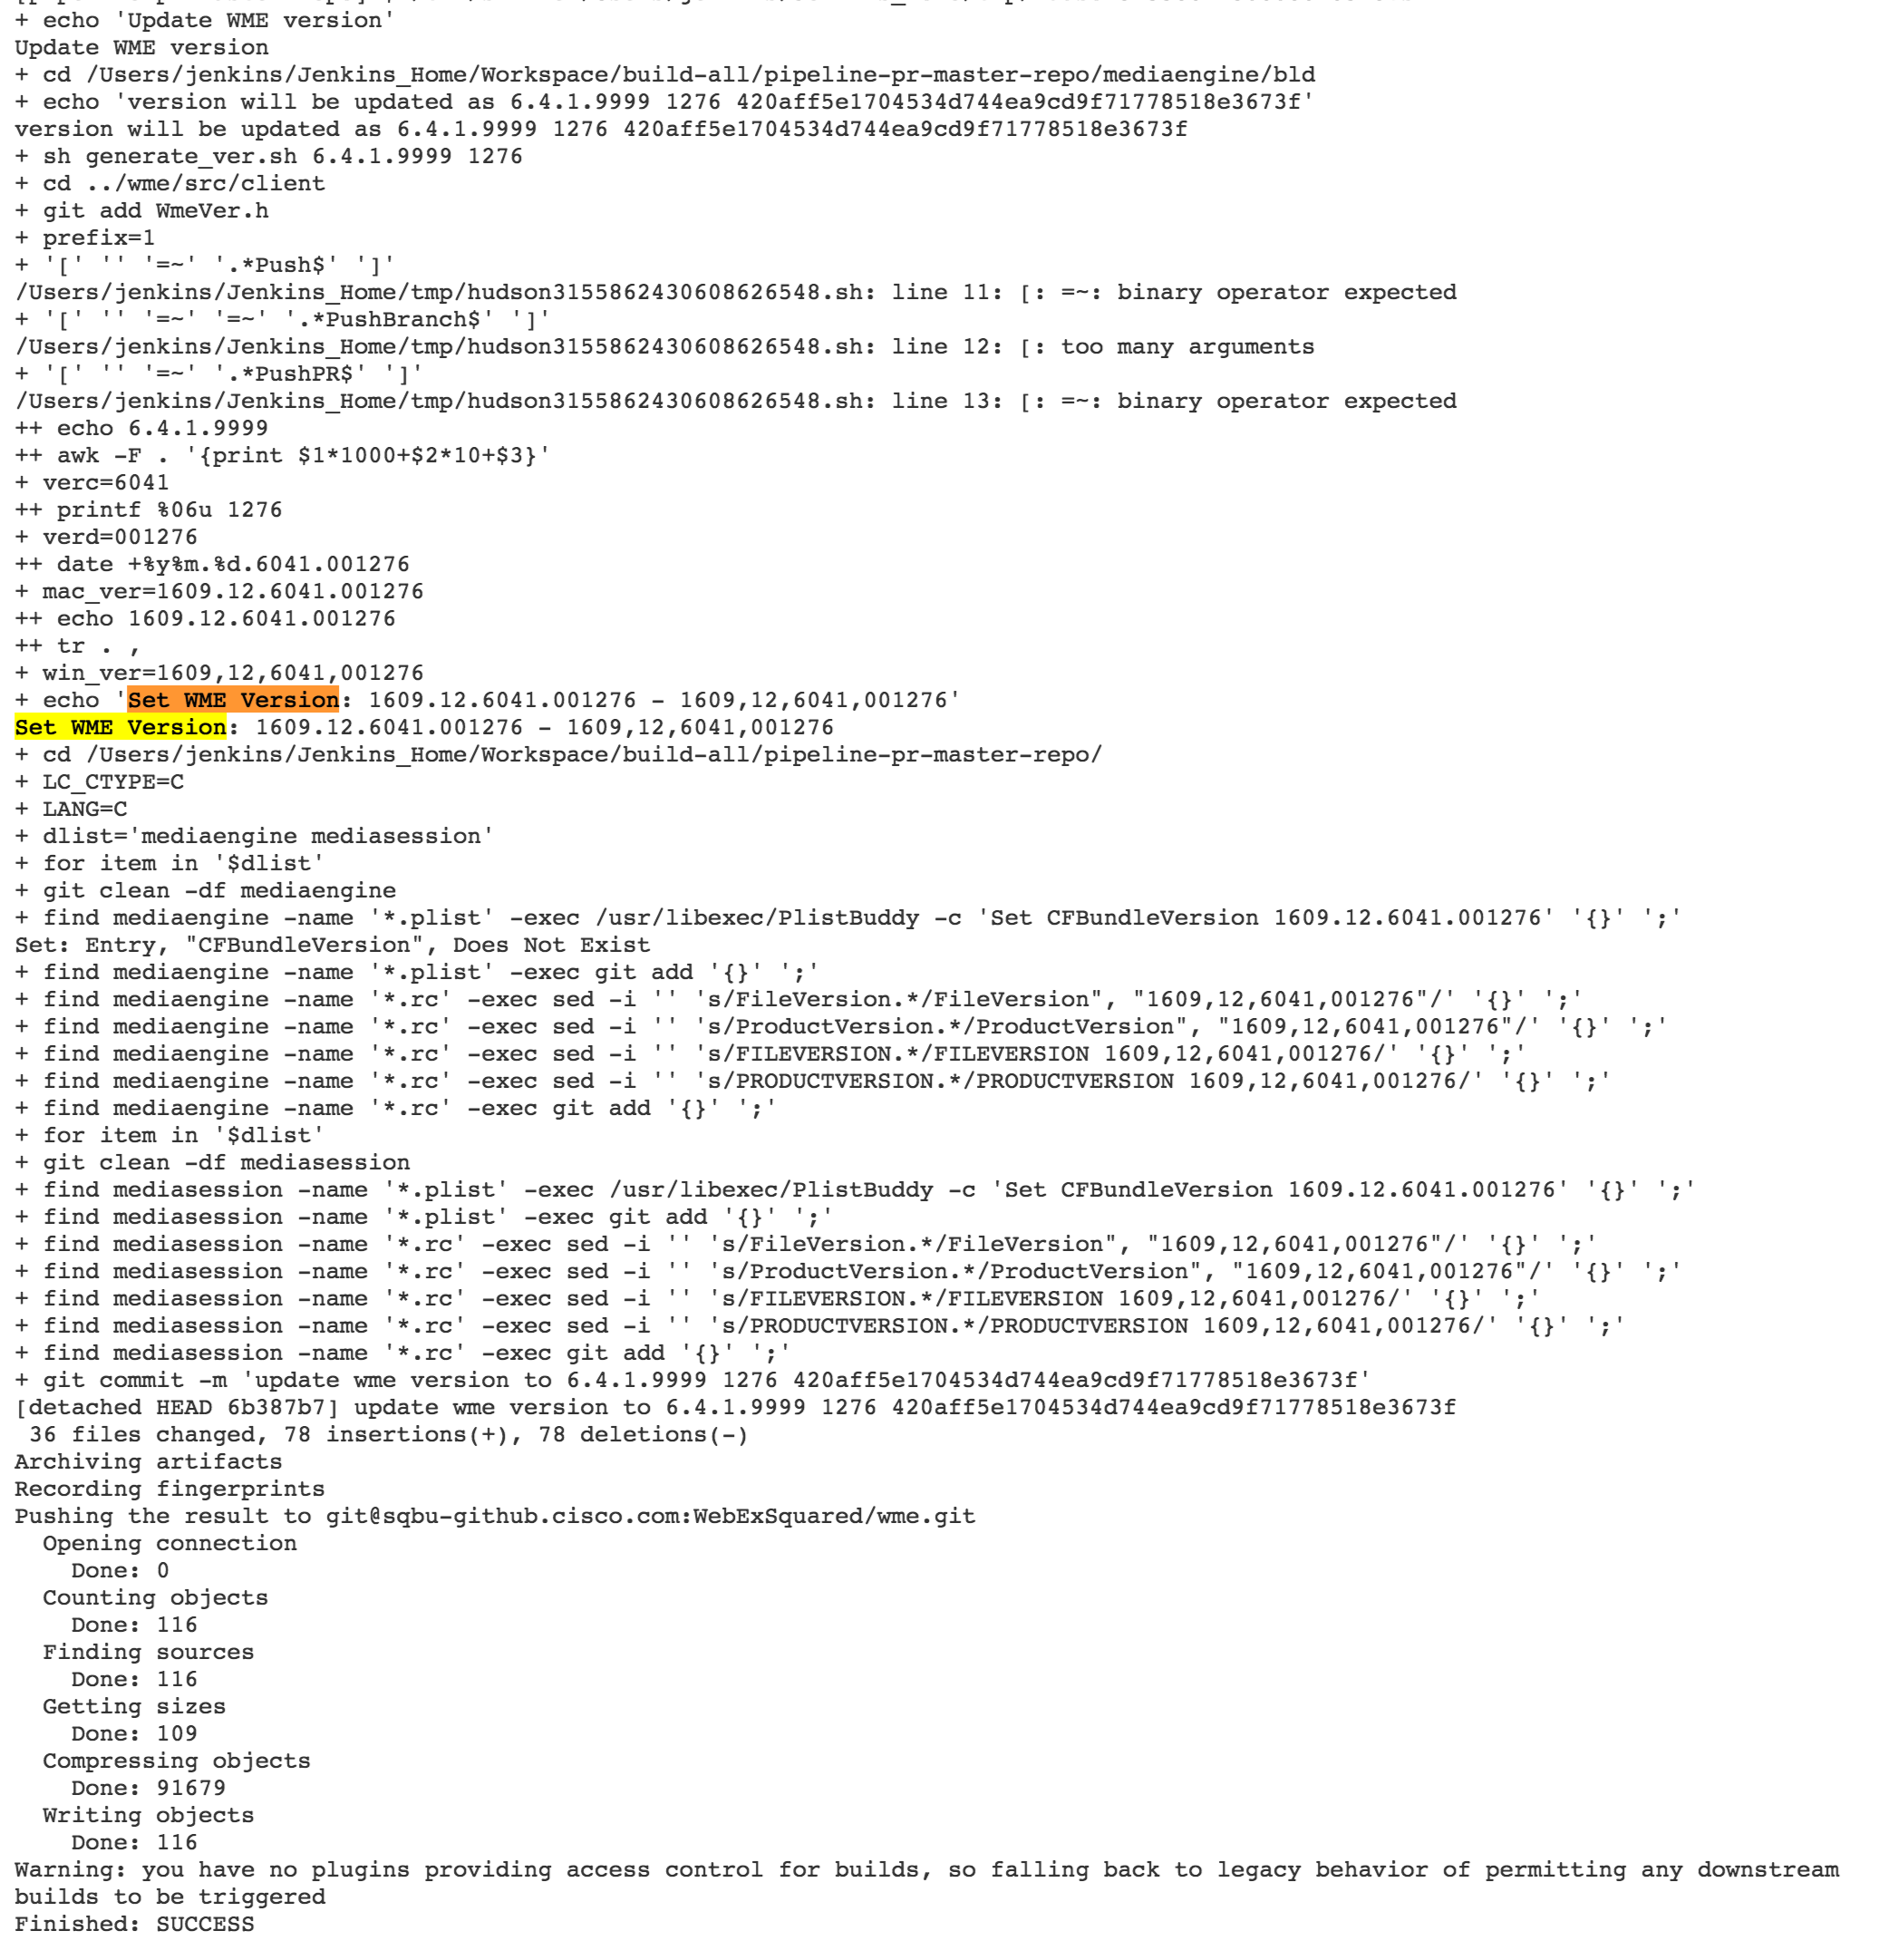 + echo 'Update WME version'
Update WME version
+ cd /Users/jenkins/Jenkins_Home/Workspace/build-all/pipeline-pr-master-repo/mediaengine/bld
+ echo 'version will be updated as 6.4.1.9999 1276 420aff5e1704534d744ea9cd9f71778518e3673f'
version will be updated as 6.4.1.9999 1276 420aff5e1704534d744ea9cd9f71778518e3673f
+ sh generate_ver.sh 6.4.1.9999 1276
+ cd ../wme/src/client
+ git add WmeVer.h
+ prefix=1
+ '[' '' '=~' '.*Push$' ']'
/Users/jenkins/Jenkins_Home/tmp/hudson3155862430608626548.sh: line 11: [: =~: binary operator expected
+ '[' '' '=~' '=~' '.*PushBranch$' ']'
/Users/jenkins/Jenkins_Home/tmp/hudson3155862430608626548.sh: line 12: [: too many arguments
+ '[' '' '=~' '.*PushPR$' ']'
/Users/jenkins/Jenkins_Home/tmp/hudson3155862430608626548.sh: line 13: [: =~: binary operator expected
++ echo 6.4.1.9999
++ awk -F . '{print $1*1000+$2*10+$3}'
+ verc=6041
++ printf %06u 1276
+ verd=001276
++ date +%y%m.%d.6041.001276
+ mac_ver=1609.12.6041.001276
++ echo 1609.12.6041.001276
++ tr . ,
+ win_ver=1609,12,6041,001276
+ echo 'Set WME Version: 1609.12.6041.001276 - 1609,12,6041,001276'
Set WME Version: 1609.12.6041.001276 - 1609,12,6041,001276
+ cd /Users/jenkins/Jenkins_Home/Workspace/build-all/pipeline-pr-master-repo/
+ LC_CTYPE=C
+ LANG=C
+ dlist='mediaengine mediasession'
+ for item in '$dlist'
+ git clean -df mediaengine
+ find mediaengine -name '*.plist' -exec /usr/libexec/PlistBuddy -c 'Set CFBundleVersion 1609.12.6041.001276' '{}' ';'
Set: Entry, "CFBundleVersion", Does Not Exist
+ find mediaengine -name '*.plist' -exec git add '{}' ';'
+ find mediaengine -name '*.rc' -exec sed -i '' 's/FileVersion.*/FileVersion", "1609,12,6041,001276"/' '{}' ';'
+ find mediaengine -name '*.rc' -exec sed -i '' 's/ProductVersion.*/ProductVersion", "1609,12,6041,001276"/' '{}' ';'
+ find mediaengine -name '*.rc' -exec sed -i '' 's/FILEVERSION.*/FILEVERSION 1609,12,6041,001276/' '{}' ';'
+ find mediaengine -name '*.rc' -exec sed -i '' 's/PRODUCTVERSION.*/PRODUCTVERSION 1609,12,6041,001276/' '{}' ';'
+ find mediaengine -name '*.rc' -exec git add '{}' ';'
+ for item in '$dlist'
+ git clean -df mediasession
+ find mediasession -name '*.plist' -exec /usr/libexec/PlistBuddy -c 'Set CFBundleVersion 1609.12.6041.001276' '{}' ';'
+ find mediasession -name '*.plist' -exec git add '{}' ';'
+ find mediasession -name '*.rc' -exec sed -i '' 's/FileVersion.*/FileVersion", "1609,12,6041,001276"/' '{}' ';'
+ find mediasession -name '*.rc' -exec sed -i '' 's/ProductVersion.*/ProductVersion", "1609,12,6041,001276"/' '{}' ';'
+ find mediasession -name '*.rc' -exec sed -i '' 's/FILEVERSION.*/FILEVERSION 1609,12,6041,001276/' '{}' ';'
+ find mediasession -name '*.rc' -exec sed -i '' 's/PRODUCTVERSION.*/PRODUCTVERSION 1609,12,6041,001276/' '{}' ';'
+ find mediasession -name '*.rc' -exec git add '{}' ';'
+ git commit -m 'update wme version to 6.4.1.9999 1276 420aff5e1704534d744ea9cd9f71778518e3673f'
[detached HEAD 6b387b7] update wme version to 6.4.1.9999 1276 420aff5e1704534d744ea9cd9f71778518e3673f
 36 files changed, 78 insertions(+), 78 deletions(-)
Archiving artifacts
Recording fingerprints
Pushing the result to git@sqbu-github.cisco.com:WebExSquared/wme.git
  Opening connection
    Done: 0
  Counting objects
    Done: 116
  Finding sources
    Done: 116
  Getting sizes
    Done: 109
  Compressing objects
    Done: 91679
  Writing objects
    Done: 116
Warning: you have no plugins providing access control for builds, so falling back to legacy behavior of permitting any downstream
builds to be triggered
Finished: SUCCESS